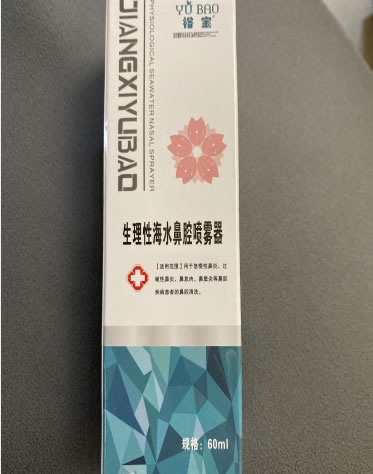 YU BAO
裕宝
JIANGXIYUBAO
PHYSIOLOGICAL SEAWATER NASAL SPRAYER
生理性海水鼻腔喷雾器
【适用范围】用于急慢性鼻炎、过
敏性鼻炎、鼻息肉、鼻窦炎等鼻腔
疾病患者的鼻腔清洗。
规格：60ml